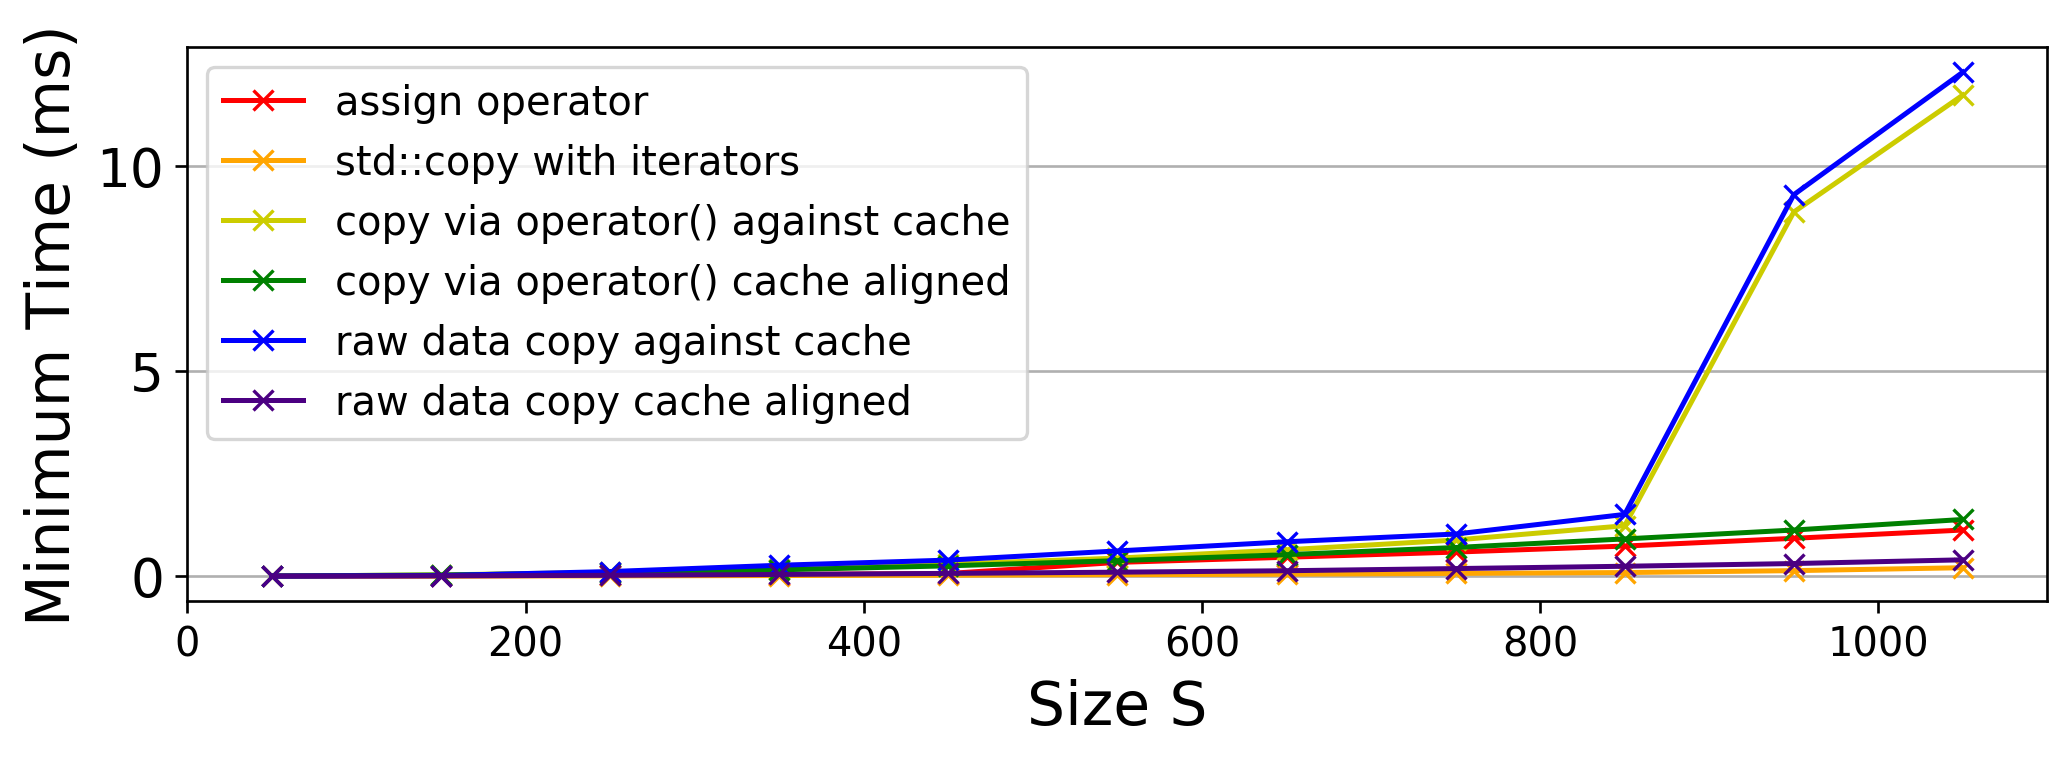 Minimum Time (ms)
10
5
0
assign operator
std::copy with iterators
copy via operator() against cache
copy via operator() cache aligned
raw data copy against cache
raw data copy cache aligned
0 200 400 600 800 1000
Size S